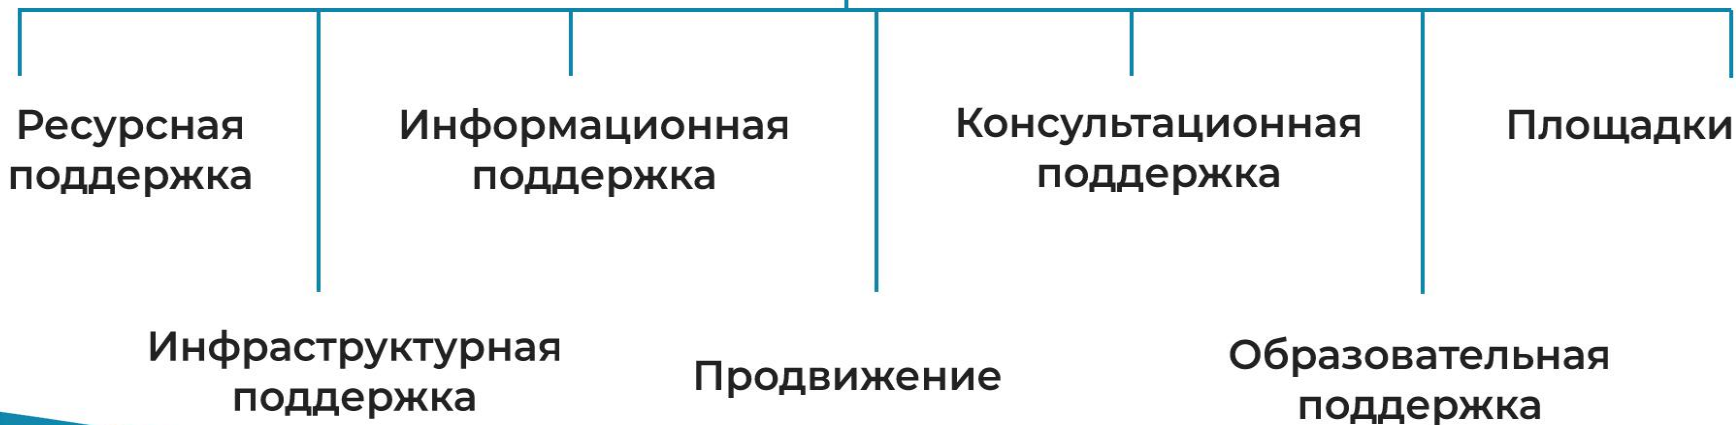 Ресурсная
поддержка
Информационная
поддержка
Консультационная
поддержка
Площадки
Инфраструктурная
поддержка
Продвижение
Образовательная
поддержка